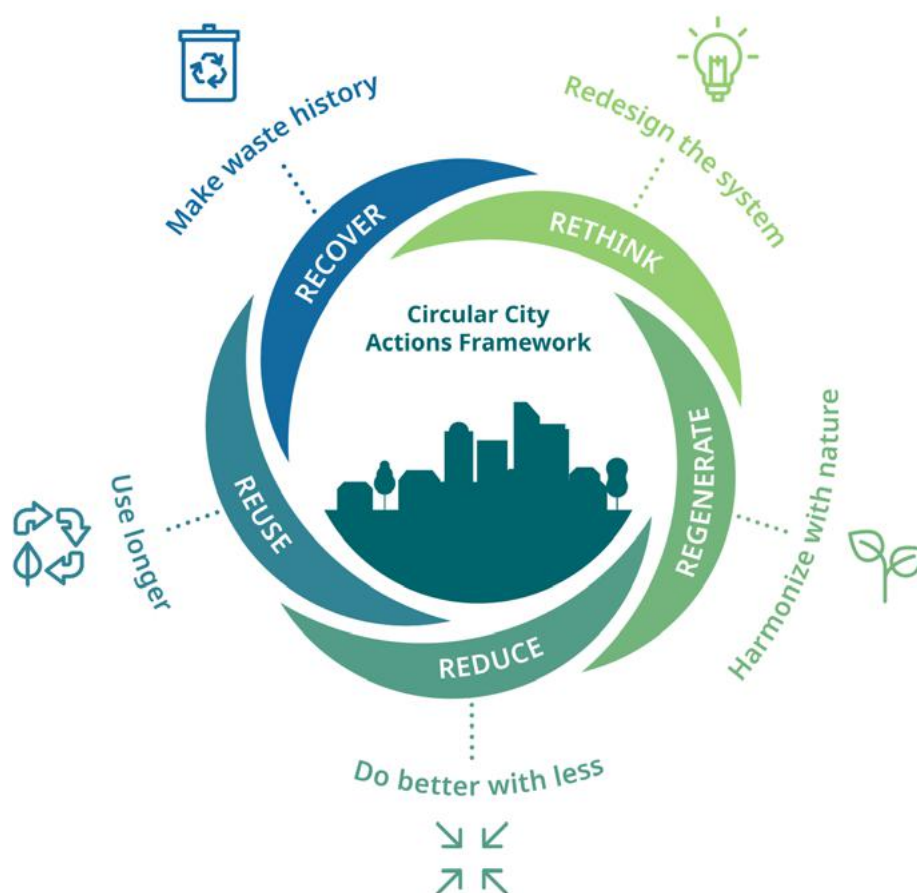 Circular City
Actions Framework
RETHINK
Redesign the system
REGENERATE
Harmonize with nature
REDUCE
Do better with less
REUSE
Use longer
RECOVER
Make waste history